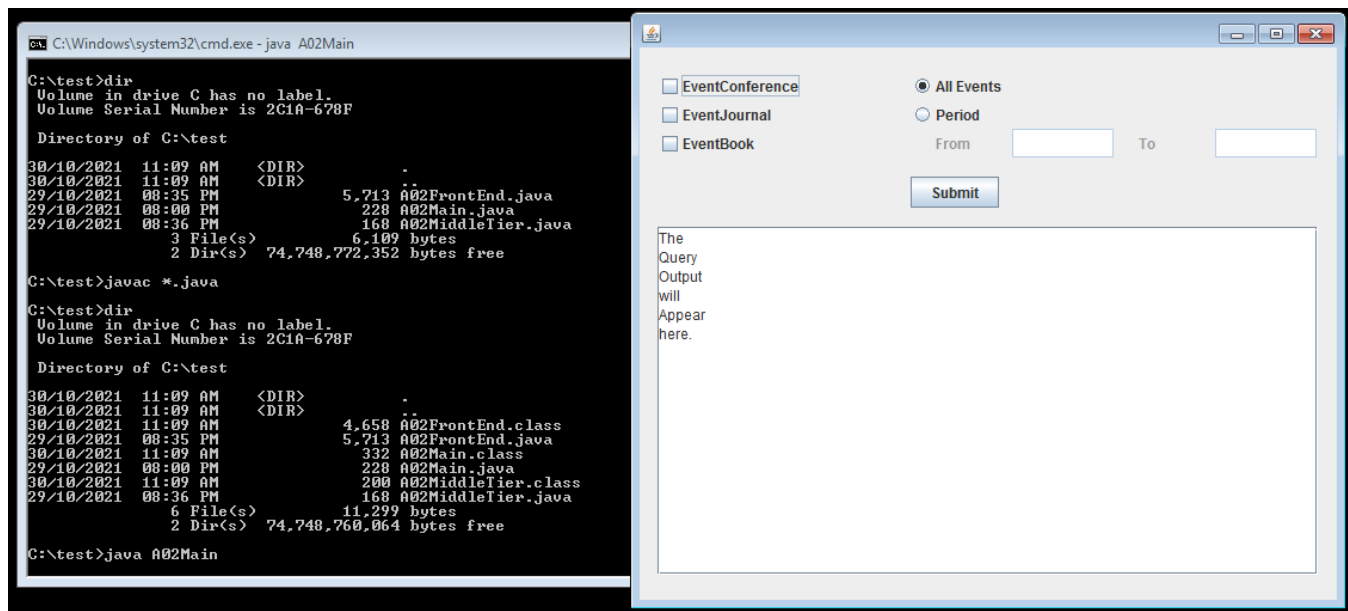 C:\Windows\system32\cmd.exe - java  A02Main
C:\test>dir
 Volume in drive C has no label.
 Volume Serial Number is 2C1A-678F
 Directory of C:\test
30/10/2021  11:09 AM    <DIR>          .
30/10/2021  11:09 AM    <DIR>          ..
29/10/2021  08:35 PM             5,713 A02FrontEnd.java
29/10/2021  08:00 PM               228 A02Main.java
29/10/2021  08:36 PM               168 A02MiddleTier.java
               3 File(s)          6,109 bytes
               2 Dir(s)  74,748,772,352 bytes free
C:\test>javac *.java
C:\test>dir
 Volume in drive C has no label.
 Volume Serial Number is 2C1A-678F
 Directory of C:\test
30/10/2021  11:09 AM    <DIR>          .
30/10/2021  11:09 AM    <DIR>          ..
30/10/2021  11:09 AM             4,658 A02FrontEnd.class
29/10/2021  08:35 PM             5,713 A02FrontEnd.java
30/10/2021  11:09 AM               332 A02Main.class
29/10/2021  08:00 PM               228 A02Main.java
30/10/2021  11:09 AM               200 A02MiddleTier.class
29/10/2021  08:36 PM               168 A02MiddleTier.java
               6 File(s)         11,299 bytes
               2 Dir(s)  74,748,760,064 bytes free
C:\test>java A02Main
EventConference All Events
EventJournal Period
EventBook From To
Submit
The
Query
Output
will
Appear
here.